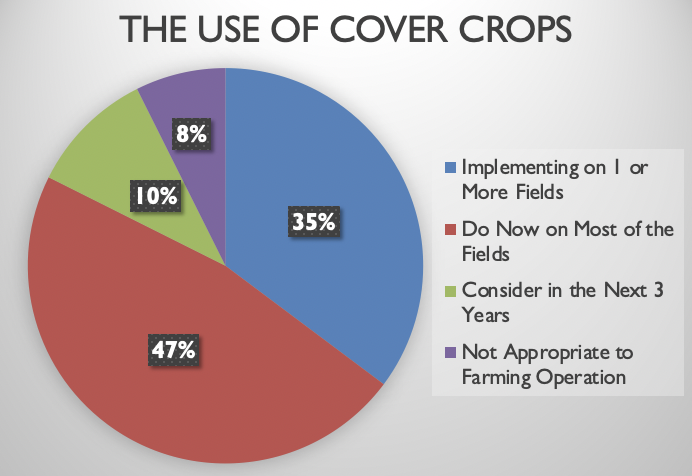 THE USE OF COVER CROPS
8%
10%
35%
47%
Implementing on 1 or
More Fields
Do Now on Most of the
Fields
Consider in the Next 3
Years
Not Appropriate to
Farming Operation